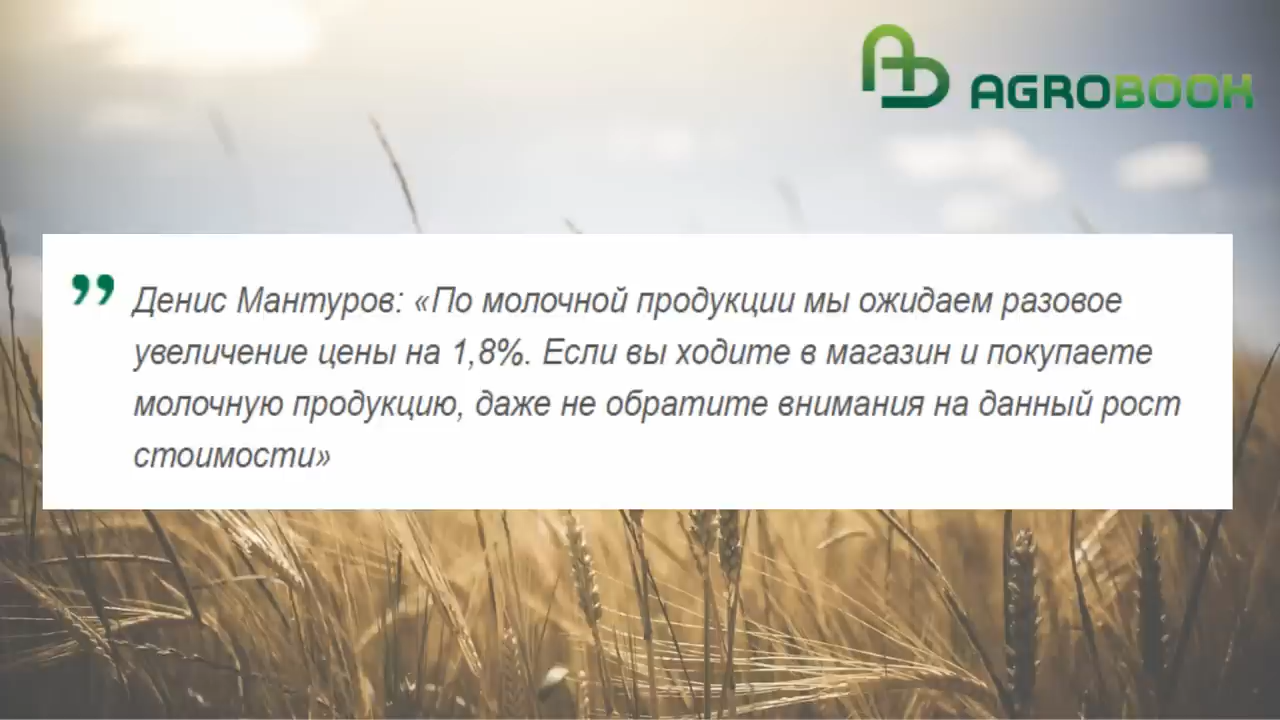 AGROBOOK
Денис Мантуров: «По молочной продукции мы ожидаем разовое
увеличение цены на 1,8%. Если вы ходите в магазин и покупаете
молочную продукцию, даже не обратите внимания на данный рост
стоимости»